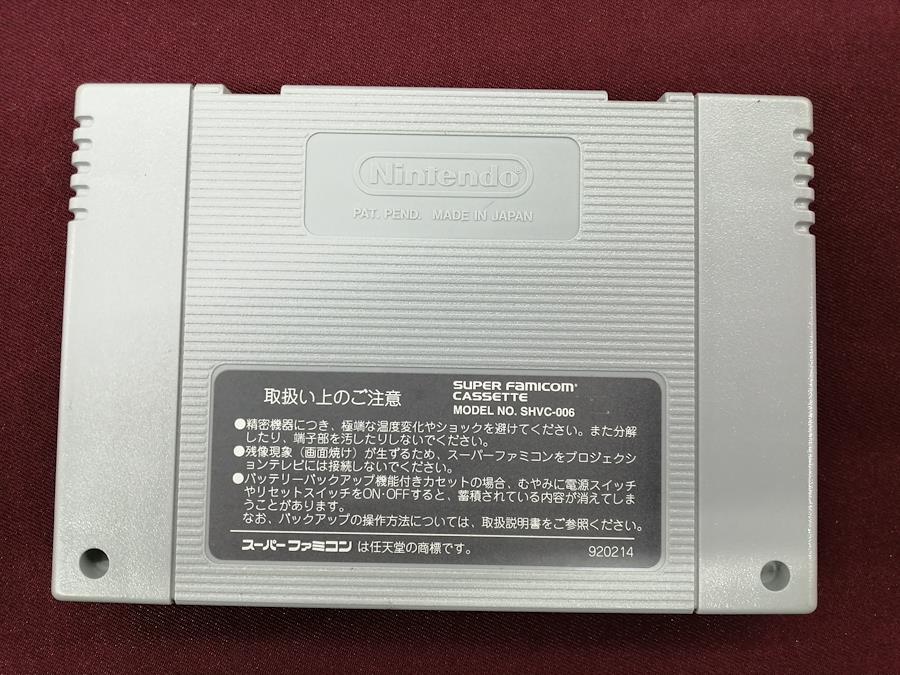 Nintendo®
PAT. PEND. MADE IN JAPAN
取扱い上のご注意
SUPER FAMICOM®
CASSETTE
MODEL NO. SHVC-006
●精密機器につき、極端な温度変化やショックを避けてください。また分解
したり、端子部を汚したりしないでください。
●残像現象（画面焼け）が生ずるため、スーパーファミコンをプロジェクシ
ョンテレビには接続しないでください。
●バッテリーバックアップ機能付きカセットの場合、むやみに電源スイッチ
やリセットスイッチをON･OFFすると、蓄積されている内容が消えてしま
うことがあります。
なお、バックアップの操作方法については、取扱説明書をご参照ください。
スーパーファミコン は任天堂の商標です。
920214